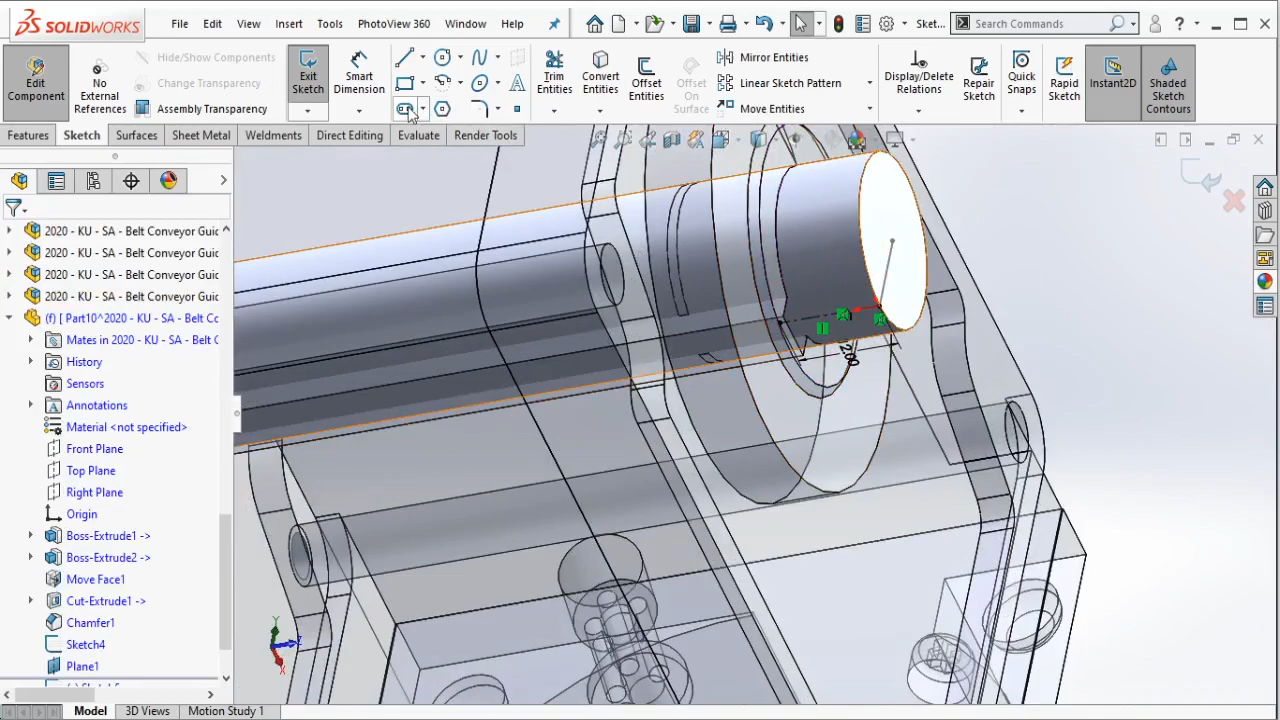 SOLIDWORKS
File
Edit
View
Insert
Tools
PhotoView 360
Window
Help
Sket...
Search Commands
Edit Component
No External References
Hide/Show Components
Change Transparency
Assembly Transparency
Exit Sketch
Smart Dimension
Trim Entities
Convert Entities
Offset Entities
Offset On Surface
Mirror Entities
Linear Sketch Pattern
Move Entities
Display/Delete Relations
Repair Sketch
Quick Snaps
Rapid Sketch
Instant2D
Shaded Sketch Contours
Features
Sketch
Surfaces
Sheet Metal
Weldments
Direct Editing
Evaluate
Render Tools
2020 - KU - SA - Belt Conveyor Guic
2020 - KU - SA - Belt Conveyor Guic
2020 - KU - SA - Belt Conveyor Guic
2020 - KU - SA - Belt Conveyor Guic
(f) [ Part10^2020 - KU - SA - Belt Cc
Mates in 2020 - KU - SA - Belt C
History
Sensors
Annotations
Material <not specified>
Front Plane
Top Plane
Right Plane
Origin
Boss-Extrude1 ->
Boss-Extrude2 ->
Move Face1
Cut-Extrude1 ->
Chamfer1
Sketch4
Plane1
2.00
Y
Z
X
Model
3D Views
Motion Study 1